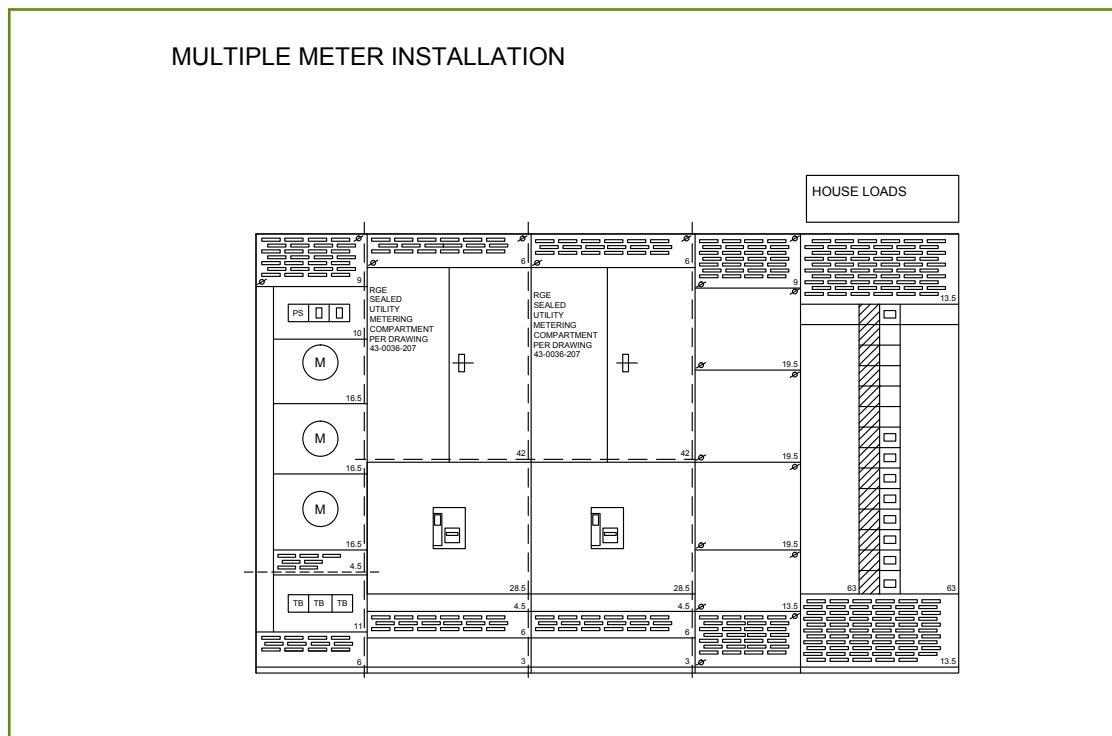 MULTIPLE METER INSTALLATION
HOUSE LOADS
9
6
6
9
13.5
RGE
SEALED
UTILITY
METERING
COMPARTMENT
PER DRAWING
43-0036-207
RGE
SEALED
UTILITY
METERING
COMPARTMENT
PER DRAWING
43-0036-207
PS
10
M
16.5
19.5
M
16.5
42
42
19.5
M
16.5
19.5
4.5
28.5
28.5
63
63
TB TB TB
11
4.5
4.5
13.5
6
6
6
3
3
13.5